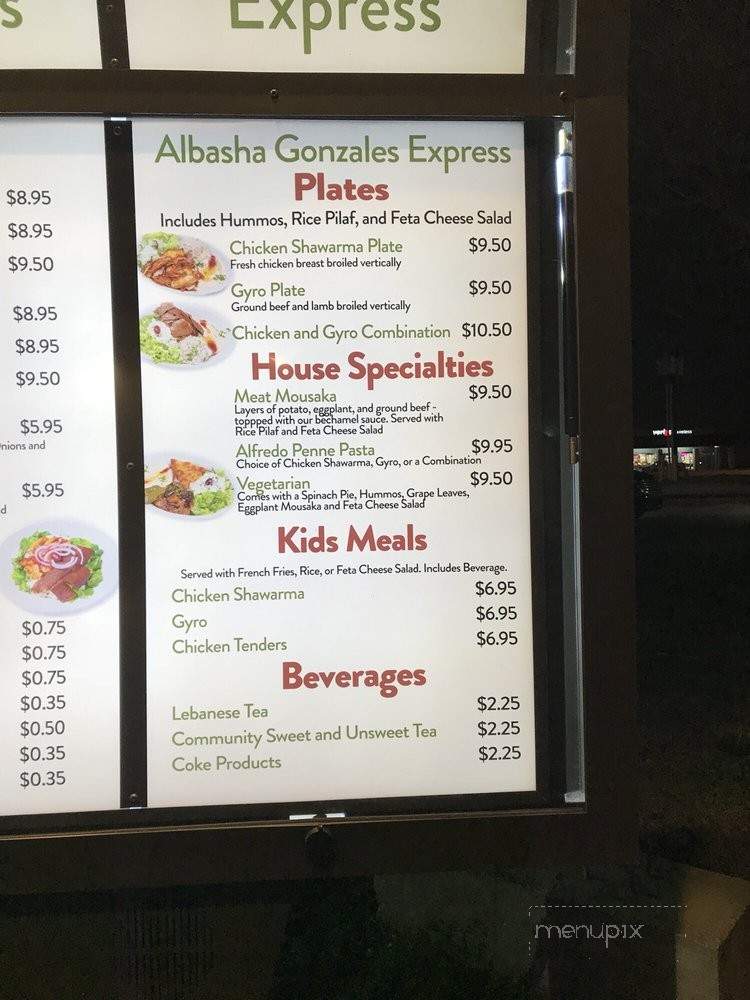 s
Express
$8.95
$8.95
$9.50
$8.95
$8.95
$9.50
$5.95
nions and
$5.95
d
$0.75
$0.75
$0.75
$0.35
$0.50
$0.35
$0.35
Albasha Gonzales Express
Plates
Includes Hummos, Rice Pilaf, and Feta Cheese Salad
Chicken Shawarma Plate $9.50
Fresh chicken breast broiled vertically
Gyro Plate $9.50
Ground beef and lamb broiled vertically
Chicken and Gyro Combination $10.50
House Specialties
Meat Mousaka $9.50
Layers of potato, eggplant, and ground beef -
toppped with our bechamel sauce. Served with
Rice Pilaf and Feta Cheese Salad
Alfredo Penne Pasta $9.95
Choice of Chicken Shawarma, Gyro, or a Combination
Vegetarian $9.50
Comes with a Spinach Pie, Hummos, Grape Leaves,
Eggplant Mousaka and Feta Cheese Salad
Kids Meals
Served with French Fries, Rice, or Feta Cheese Salad. Includes Beverage.
Chicken Shawarma $6.95
Gyro $6.95
Chicken Tenders $6.95
Beverages
Lebanese Tea $2.25
Community Sweet and Unsweet Tea $2.25
Coke Products $2.25
menupix